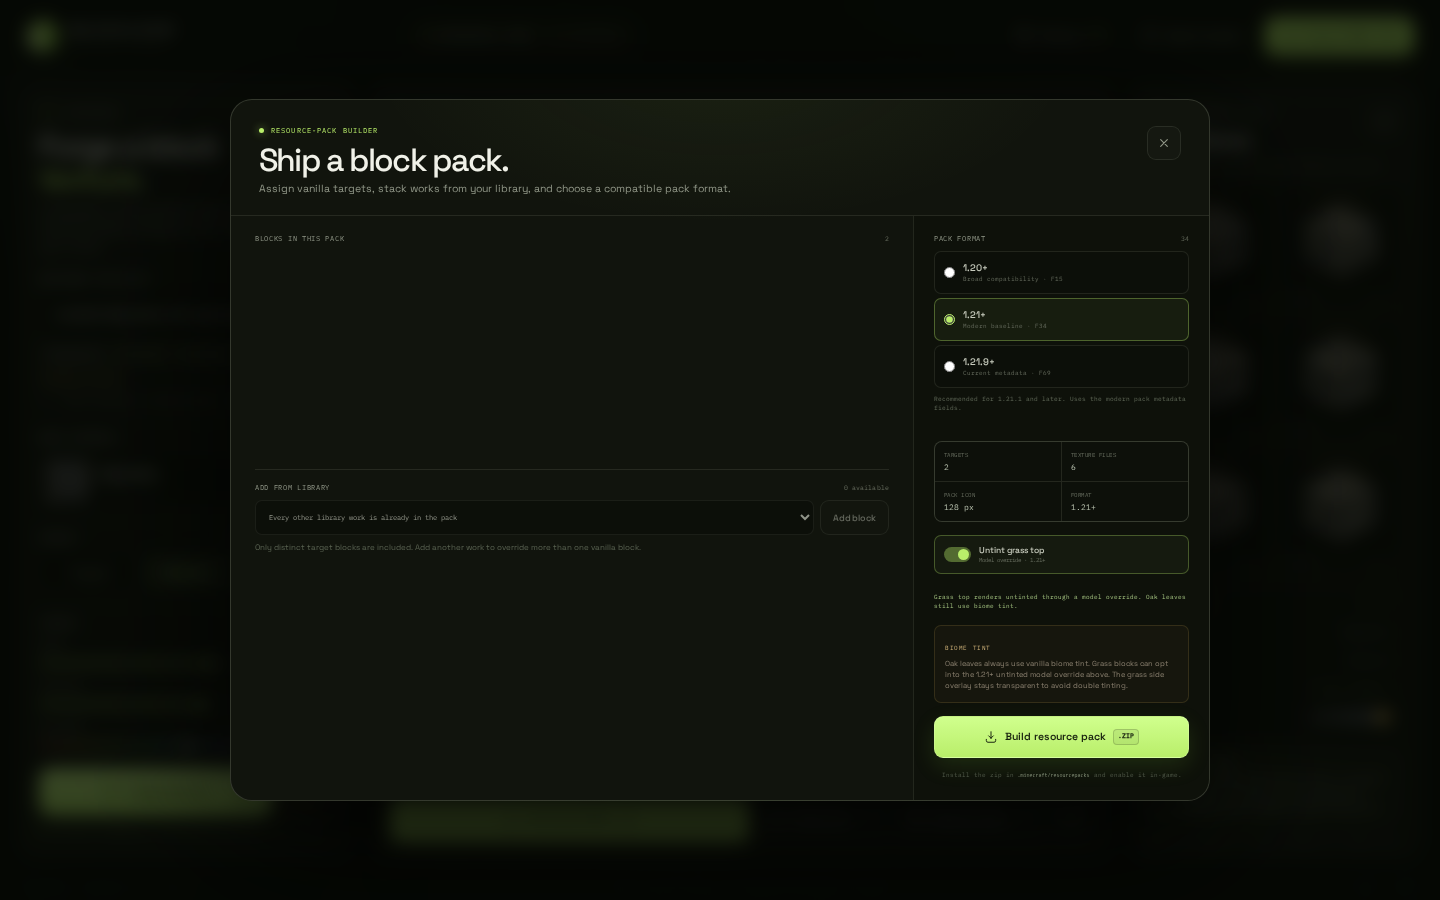 RESOURCE-PACK BUILDER
Ship a block pack.
Assign vanilla targets, stack works from your library, and choose a compatible pack format.
BLOCKS IN THIS PACK 2
ADD FROM LIBRARY 0 available
Every other library work is already in the pack
Add block
Only distinct target blocks are included. Add another work to override more than one vanilla block.
PACK FORMAT 34
1.20+
Broad compatibility · F15
1.21+
Modern baseline · F34
1.21.9+
Current metadata · F69
Recommended for 1.21.1 and later. Uses the modern pack metadata
fields.
TARGETS
2
TEXTURE FILES
6
PACK ICON
128 px
FORMAT
1.21+
Untint grass top
Model override · 1.21+
Grass top renders untinted through a model override. Oak leaves
still use biome tint.
BIOME TINT
Oak leaves always use vanilla biome tint. Grass blocks can opt
into the 1.21+ untinted model override above. The grass side
overlay stays transparent to avoid double tinting.
Build resource pack .ZIP
Install the zip in .minecraft/resourcepacks and enable it in-game.